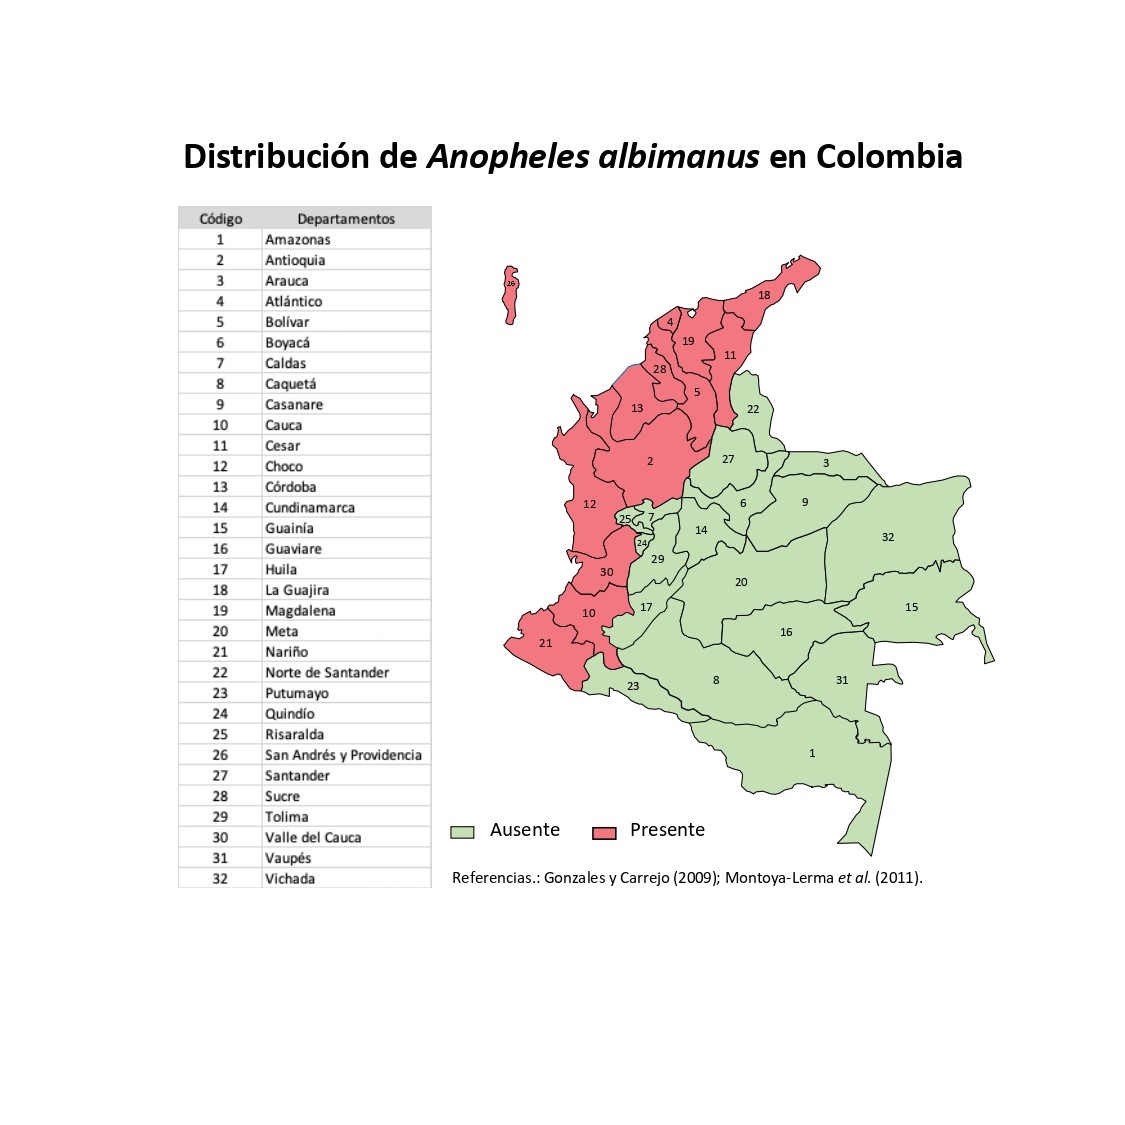 Distribución de Anopheles albimanus en Colombia
Código Departamentos
1 Amazonas
2 Antioquia
3 Arauca
4 Atlántico
5 Bolívar
6 Boyacá
7 Caldas
8 Caquetá
9 Casanare
10 Cauca
11 Cesar
12 Choco
13 Córdoba
14 Cundinamarca
15 Guainía
16 Guaviare
17 Huila
18 La Guajira
19 Magdalena
20 Meta
21 Nariño
22 Norte de Santander
23 Putumayo
24 Quindío
25 Risaralda
26 San Andrés y Providencia
27 Santander
28 Sucre
29 Tolima
30 Valle del Cauca
31 Vaupés
32 Vichada
26
18
4
19
11
28
5
13
22
2
27
3
12
6
9
25
7
14
24
32
29
30
20
17
10
15
21
16
23
8
31
1
Ausente Presente
Referencias.: Gonzales y Carrejo (2009); Montoya-Lerma et al. (2011).